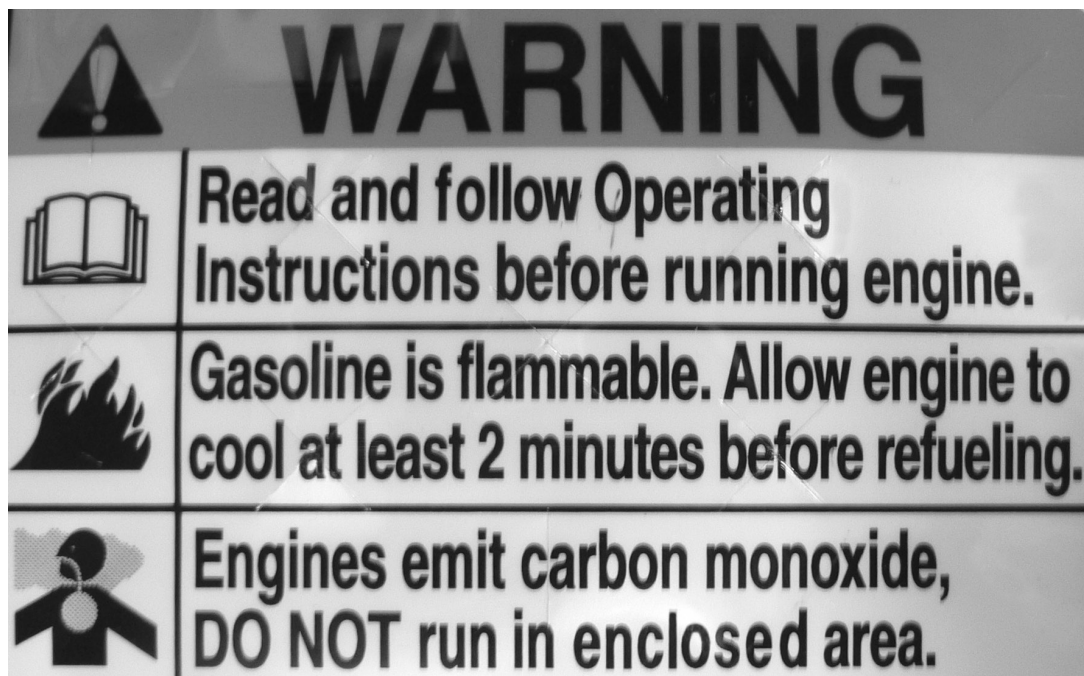 WARNING
Read and follow Operating
Instructions before running engine.
Gasoline is flammable. Allow engine to
cool at least 2 minutes before refueling.
Engines emit carbon monoxide,
DO NOT run in enclosed area.